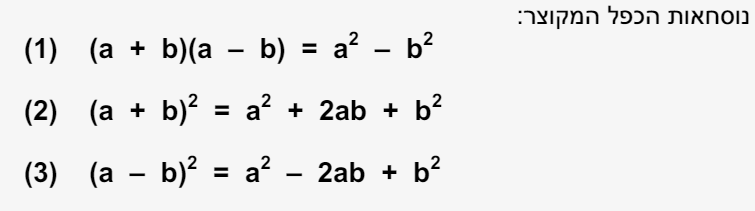 נוסחאות הכפל המקוצר:
(1) (a + b)(a – b) = a² – b²
(2) (a + b)² = a² + 2ab + b²
(3) (a – b)² = a² – 2ab + b²